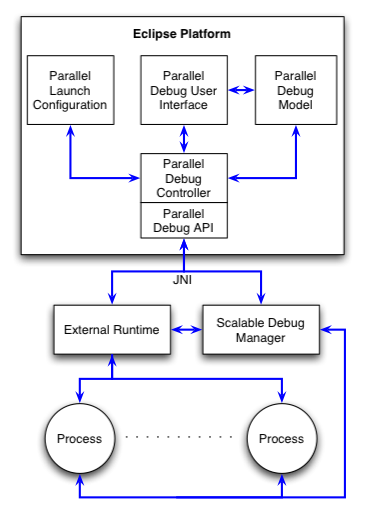 Eclipse Platform
Parallel
Launch
Configuration
Parallel
Debug User
Interface
Parallel
Debug
Model
Parallel
Debug
Controller
Parallel
Debug API
JNI
External Runtime
Scalable Debug
Manager
Process
Process